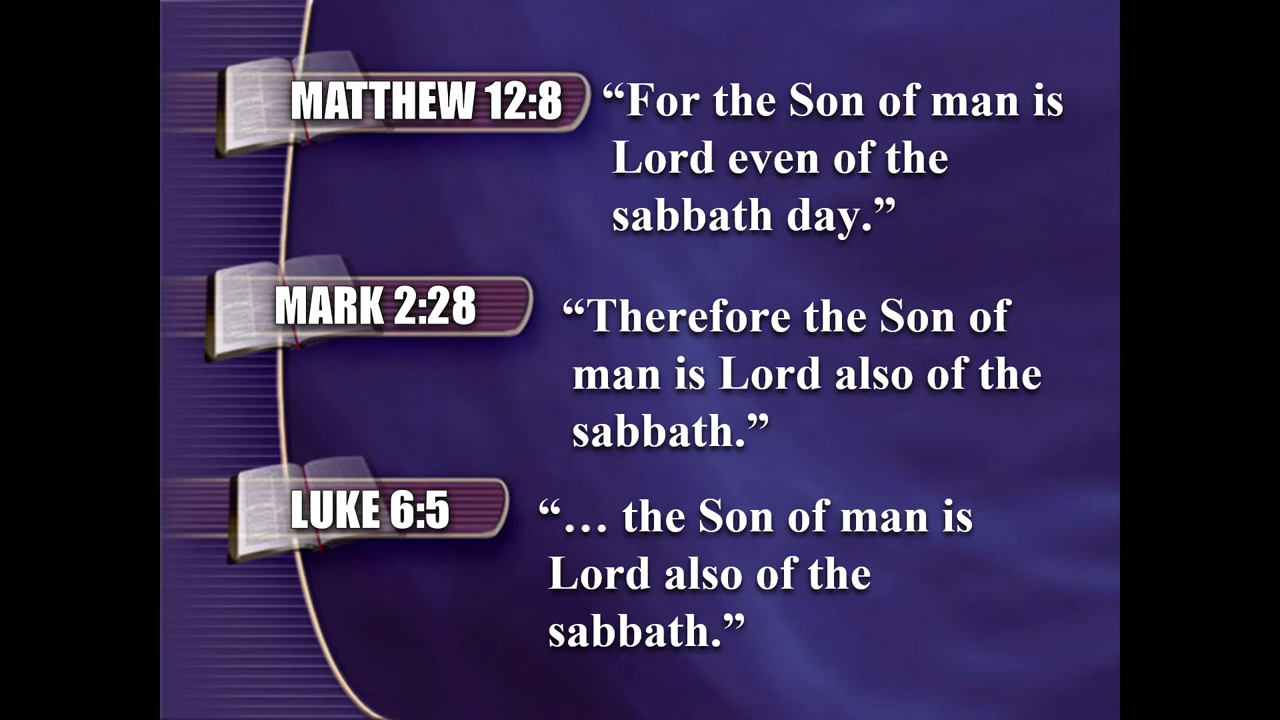 MATTHEW 12:8 “For the Son of man is
Lord even of the
sabbath day.”
MARK 2:28 “Therefore the Son of
man is Lord also of the
sabbath.”
LUKE 6:5 “… the Son of man is
Lord also of the
sabbath.”